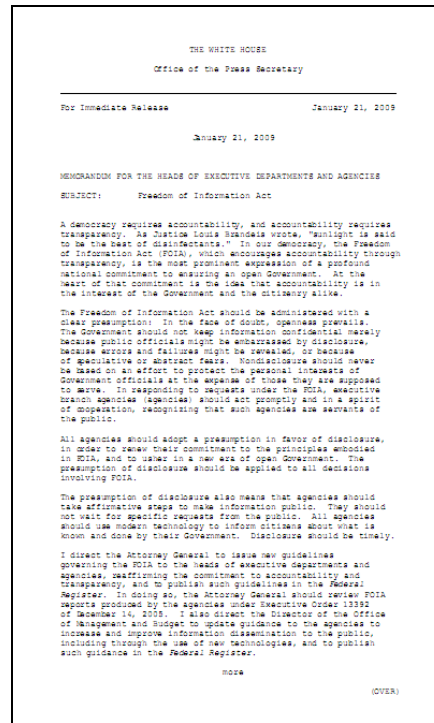 THE WHITE HOUSE
Office of the Press Secretary
For Immediate Release January 21, 2009
January 21, 2009
MEMORANDUM FOR THE HEADS OF EXECUTIVE DEPARTMENTS AND AGENCIES
SUBJECT: Freedom of Information Act
A democracy requires accountability, and accountability requires
transparency. As Justice Louis Brandeis wrote, "sunlight is said
to be the best of disinfectants." In our democracy, the Freedom
of Information Act (FOIA), which encourages accountability through
transparency, is the most prominent expression of a profound
national commitment to ensuring an open Government. At the
heart of that commitment is the idea that accountability is in
the interest of the Government and the citizenry alike.
The Freedom of Information Act should be administered with a
clear presumption: In the face of doubt, openness prevails.
The Government should not keep information confidential merely
because public officials might be embarrassed by disclosure,
because errors and failures might be revealed, or because
of speculative or abstract fears. Nondisclosure should never
be based on an effort to protect the personal interests of
Government officials at the expense of those they are supposed
to serve. In responding to requests under the FOIA, executive
branch agencies (agencies) should act promptly and in a spirit
of cooperation, recognizing that such agencies are servants of
the public.
All agencies should adopt a presumption in favor of disclosure,
in order to renew their commitment to the principles embodied
in FOIA, and to usher in a new era of open Government. The
presumption of disclosure should be applied to all decisions
involving FOIA.
The presumption of disclosure also means that agencies should
take affirmative steps to make information public. They should
not wait for specific requests from the public. All agencies
should use modern technology to inform citizens about what is
known and done by their Government. Disclosure should be timely.
I direct the Attorney General to issue new guidelines
governing the FOIA to the heads of executive departments and
agencies, reaffirming the commitment to accountability and
transparency, and to publish such guidelines in the Federal
Register. In doing so, the Attorney General should review FOIA
reports produced by the agencies under Executive Order 13392
of December 14, 2005. I also direct the Director of the Office
of Management and Budget to update guidance to the agencies to
increase and improve information dissemination to the public,
including through the use of new technologies, and to publish
such guidance in the Federal Register.
more
(OVER)